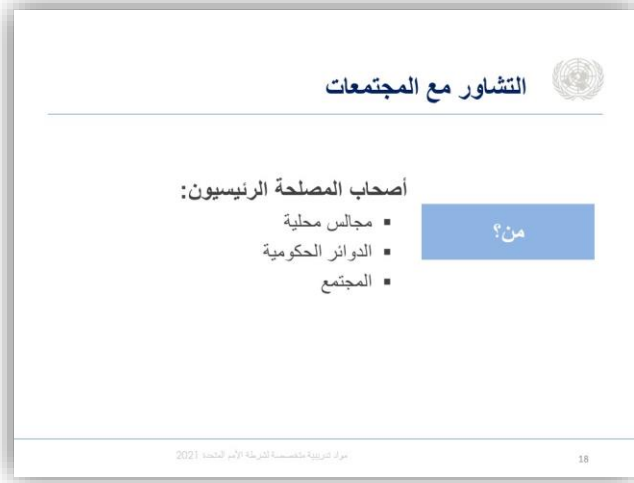 التشاور مع المجتمعات
من؟
أصحاب المصلحة الرئيسيون:
▪ مجالس محلية
▪ الدوائر الحكومية
▪ المجتمع
مواد تدريبية متخصصة لشرطة الأمم المتحدة 2021
18